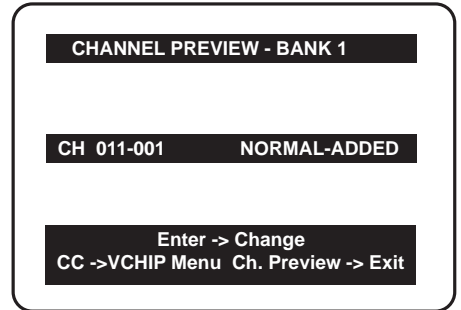 CHANNEL PREVIEW - BANK 1
CH 011-001 NORMAL-ADDED
Enter -> Change
CC ->VCHIP Menu Ch. Preview -> Exit